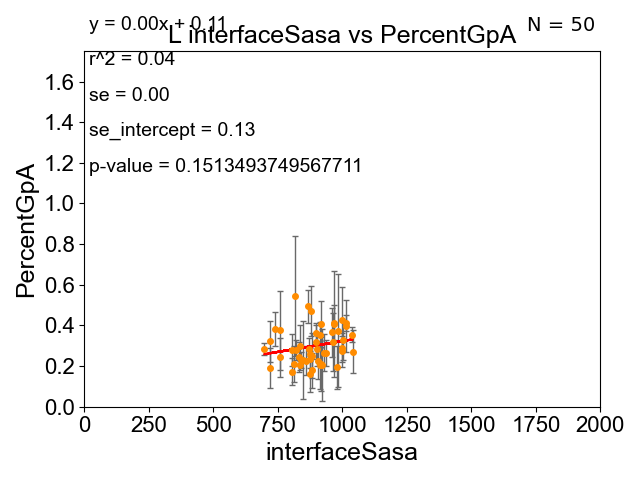 y = 0.00x + 0.11
N = 50
L interfaceSasa vs PercentGpA
r^2 = 0.04
se = 0.00
se_intercept = 0.13
p-value = 0.1513493749567711
PercentGpA
1.6
1.4
1.2
1.0
0.8
0.6
0.4
0.2
0.0
0 250 500 750 1000 1250 1500 1750 2000
interfaceSasa